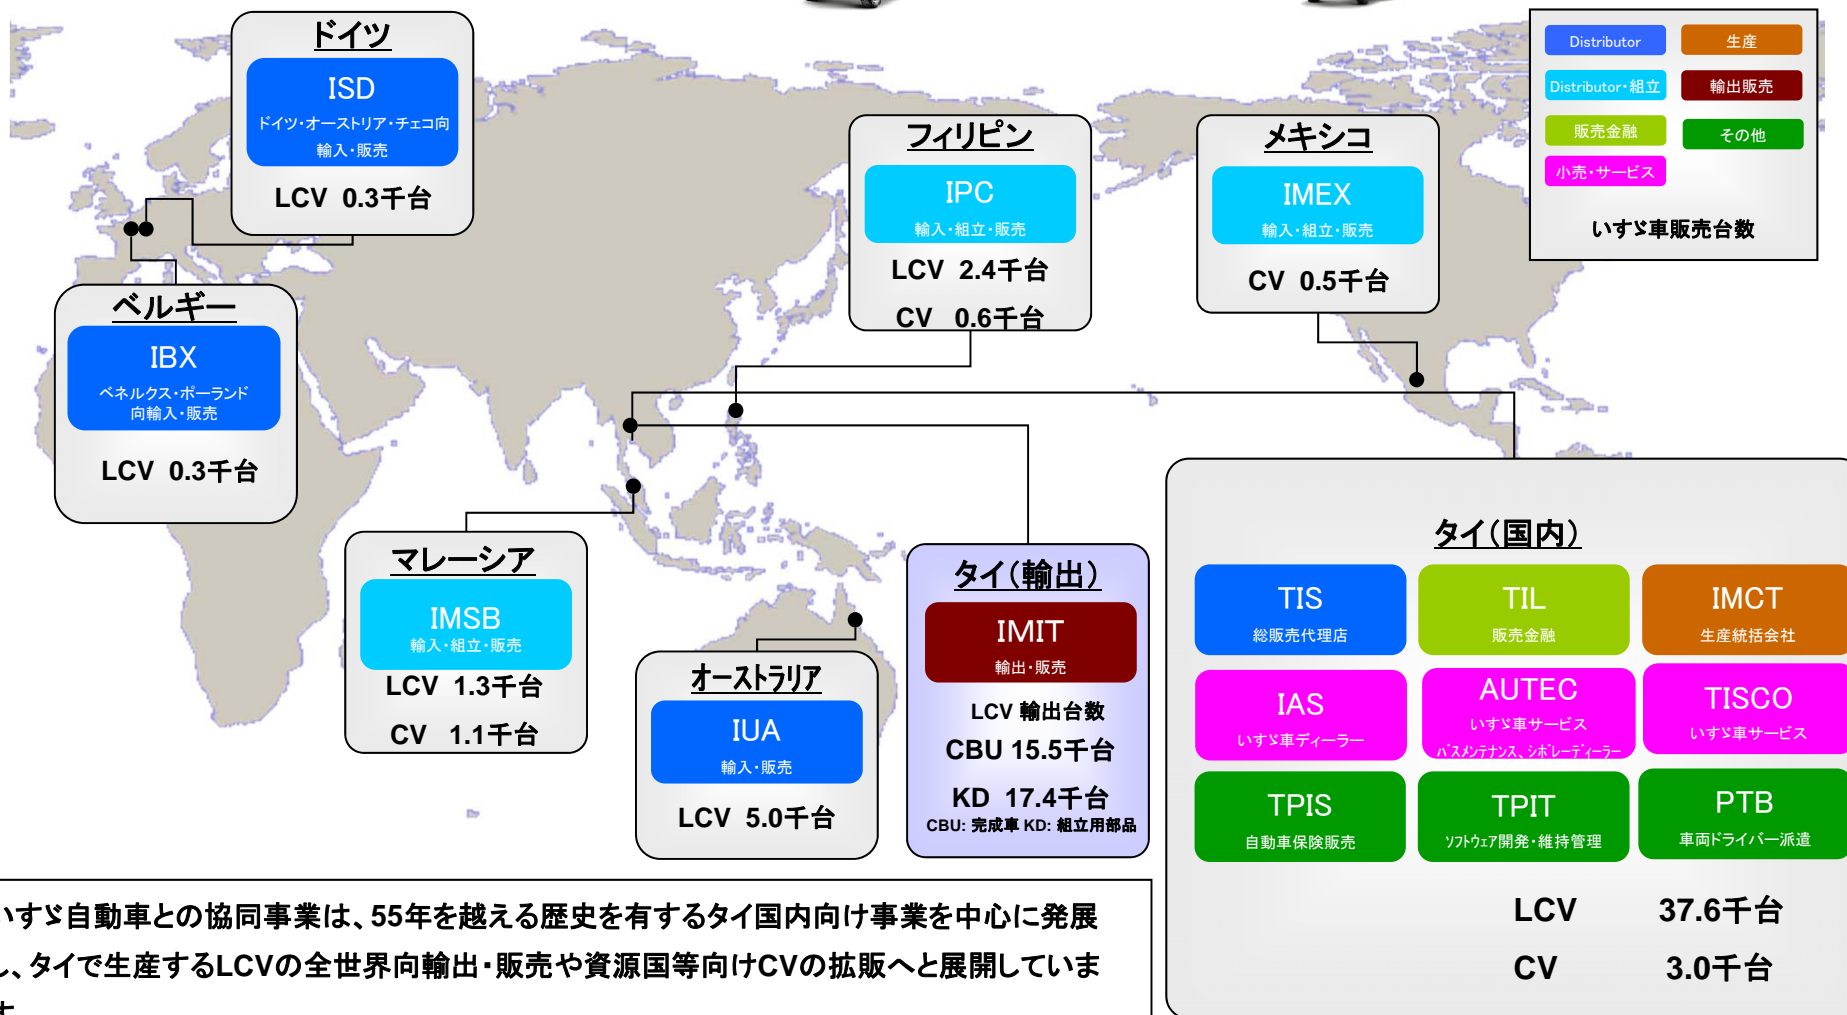 ドイツ
ISD
ドイツ・オーストリア・チェコ向
輸入・販売
LCV 0.3千台
Distributor
生産
Distributor・組立
輸出販売
販売金融
その他
小売・サービス
いすゞ車販売台数
フィリピン
IPC
輸入・組立・販売
LCV 2.4千台
CV 0.6千台
メキシコ
IMEX
輸入・組立・販売
CV 0.5千台
ベルギー
IBX
ベネルクス・ポーランド
向輸入・販売
LCV 0.3千台
マレーシア
IMSB
輸入・組立・販売
LCV 1.3千台
CV 1.1千台
オーストラリア
IUA
輸入・販売
LCV 5.0千台
タイ(輸出)
IMIT
輸出・販売
LCV 輸出台数
CBU 15.5千台
KD 17.4千台
CBU: 完成車 KD: 組立用部品
タイ(国内)
TIS
総販売代理店
TIL
販売金融
IMCT
生産統括会社
IAS
いすゞ車ディーラー
AUTEC
いすゞ車サービス
バスメンテナンス、シボレーディーラー
TISCO
いすゞ車サービス
TPIS
自動車保険販売
TPIT
ソフトウェア開発・維持管理
PTB
車両ドライバー派遣
LCV 37.6千台
CV 3.0千台
いすゞ自動車との協同事業は、55年を越える歴史を有するタイ国内向け事業を中心に発展
し、タイで生産するLCVの全世界向輸出・販売や資源国等向けCVの拡販へと展開していま
す